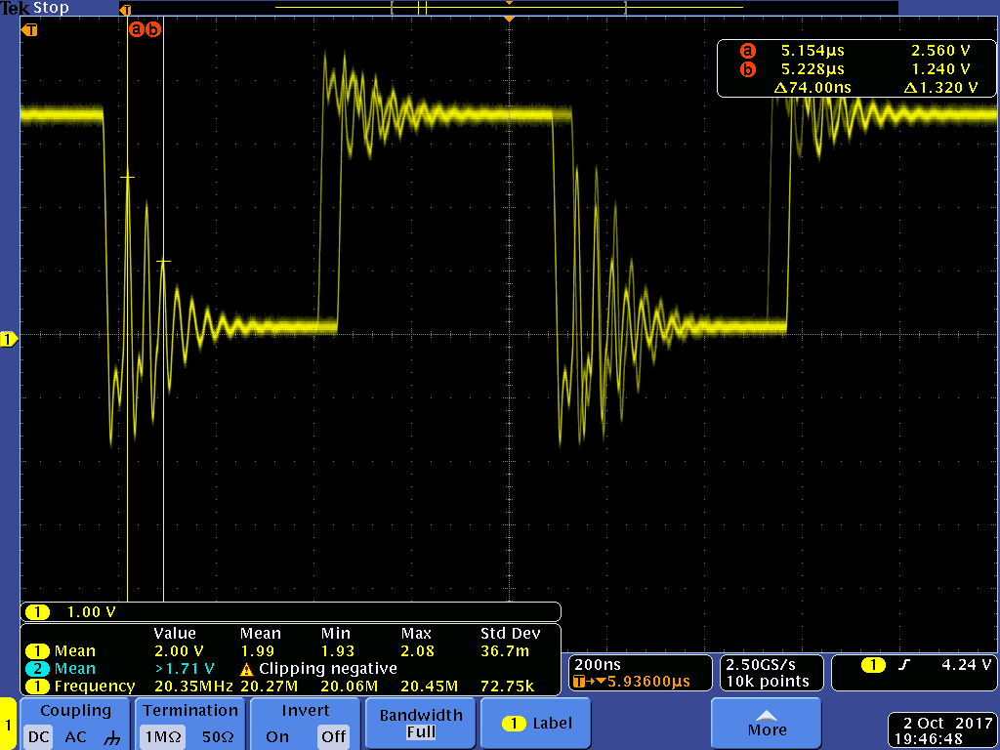 Tek Stop
T
T
a b
a 5.154µs 2.560 V
b 5.228µs 1.240 V
Δ74.00ns Δ1.320 V
1
1 1.00 V
Value Mean Min Max Std Dev
1 Mean 2.00 V 1.99 1.93 2.08 36.7m
2 Mean >1.71 V Clipping negative
1 Frequency 20.35MHz 20.27M 20.06M 20.45M 72.75k
200ns
T→▼5.93600µs
2.50GS/s
10k points
1 4.24 V
1
Coupling
DC AC
Termination
1MΩ 50Ω
Invert
On Off
Bandwidth
Full
1 Label
More
2 Oct 2017
19:46:48